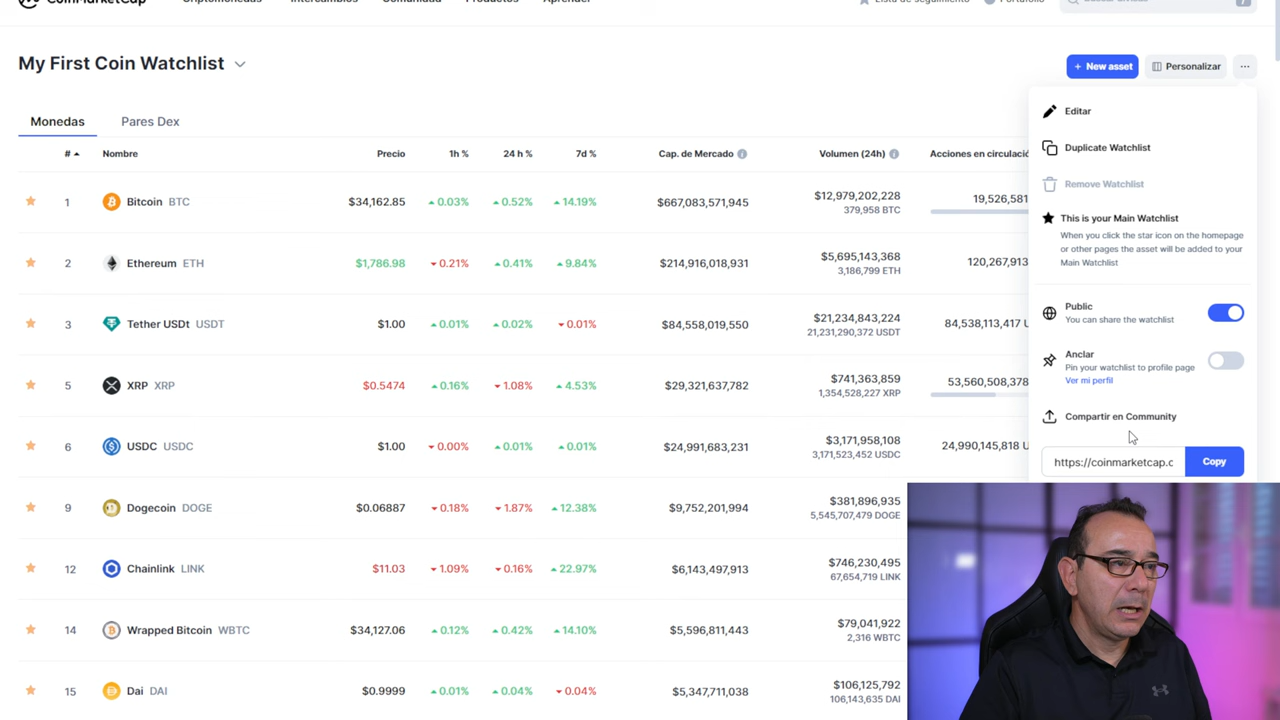 CoinMarketCap Criptomonedas Intercambios Comunidad Productos Aprender Lista de seguimiento Portfolio
My First Coin Watchlist
+ New asset Personalizar ...
Monedas Pares Dex
# Nombre Precio 1h % 24 h % 7d % Cap. de Mercado Volumen (24h) Acciones en circulació
1 Bitcoin BTC $34,162.85 0.03% 0.52% 14.19% $667,083,571,945 $12,979,202,228 19,526,581
379,958 BTC
2 Ethereum ETH $1,786.98 0.21% 0.41% 9.84% $214,916,018,931 $5,695,143,368 120,267,913
3,186,799 ETH
3 Tether USDt USDT $1.00 0.01% 0.02% 0.01% $84,558,019,550 $21,234,843,224 84,538,113,417 U
21,231,290,372 USDT
5 XRP XRP $0.5474 0.16% 1.08% 4.53% $29,321,637,782 $741,363,859 53,560,508,378
1,354,528,227 XRP
6 USDC USDC $1.00 0.00% 0.01% 0.01% $24,991,683,231 $3,171,958,108 24,990,145,818 U
3,171,523,452 USDC
9 Dogecoin DOGE $0.06887 0.18% 1.87% 12.38% $9,752,201,994 $381,896,935
5,545,707,479 DOGE
12 Chainlink LINK $11.03 1.09% 0.16% 22.97% $6,143,497,913 $746,230,495
67,654,719 LINK
14 Wrapped Bitcoin WBTC $34,127.06 0.12% 0.42% 14.10% $5,596,811,443 $79,041,922
2,316 WBTC
15 Dai DAI $0.9999 0.01% 0.04% 0.04% $5,347,711,038 $106,125,792
106,143,635 DAI
Editar
Duplicate Watchlist
Remove Watchlist
This is your Main Watchlist
When you click the star icon on the homepage
or other pages the asset will be added to your
Main Watchlist
Public
You can share the watchlist
Anclar
Pin your watchlist to profile page
Ver mi perfil
Compartir en Community
https://coinmarketcap.c Copy